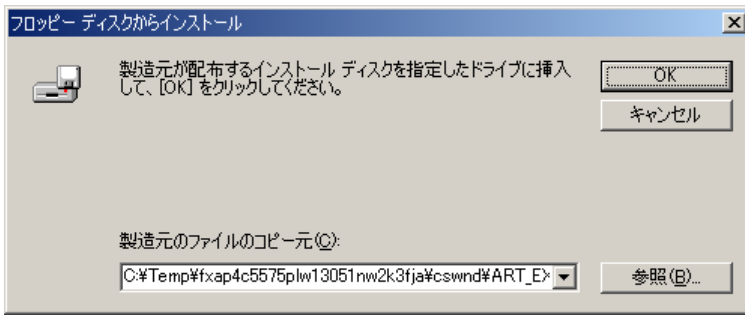 フロッピー ディスクからインストール
製造元が配布するインストール ディスクを指定したドライブに挿入
して、[OK] をクリックしてください。
OK
キャンセル
製造元のファイルのコピー元(C):
C:¥Temp¥fxap4c5575plw13051nw2k3fja¥cswnd¥ART_EX
参照(B)...